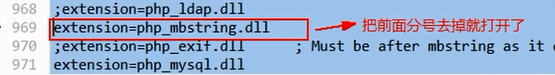 968 ;extension=php_ldap.dll
969 extension=php_mbstring.dll 把前面分号去掉就打开了
970 ;extension=php_exif.dll ; Must be after mbstring as it
971 extension=php_mysql.dll